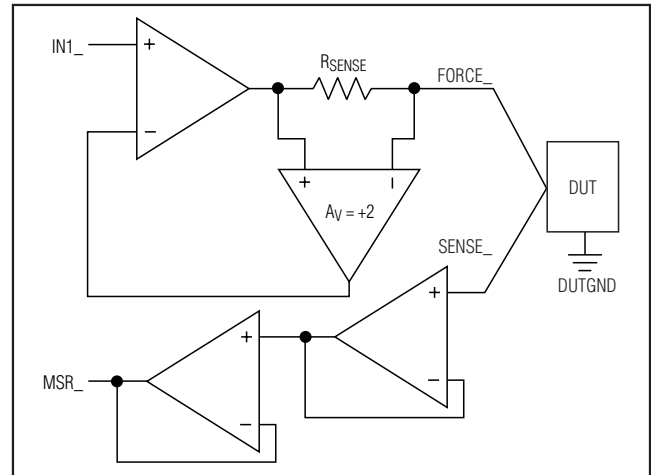 IN1_
+
−
RSENSE
FORCE_
+
−
AV = +2
DUT
SENSE_
DUTGND
+
−
+
−
MSR_